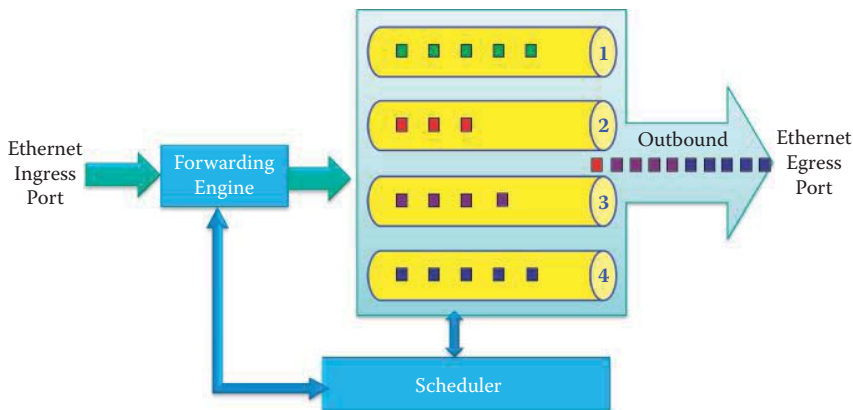 1
2
Outbound
Ethernet
Ingress
Port
Forwarding
Engine
Ethernet
Egress
Port
3
4
Scheduler